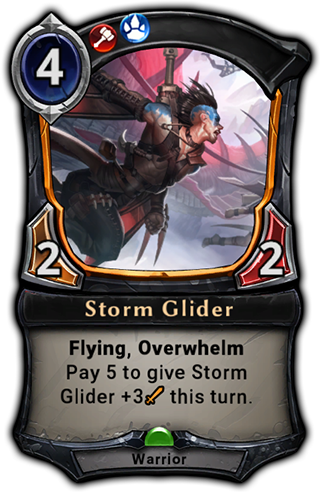 4
2
2
Storm Glider
Flying, Overwhelm
Pay 5 to give Storm
Glider +3 this turn.
Warrior